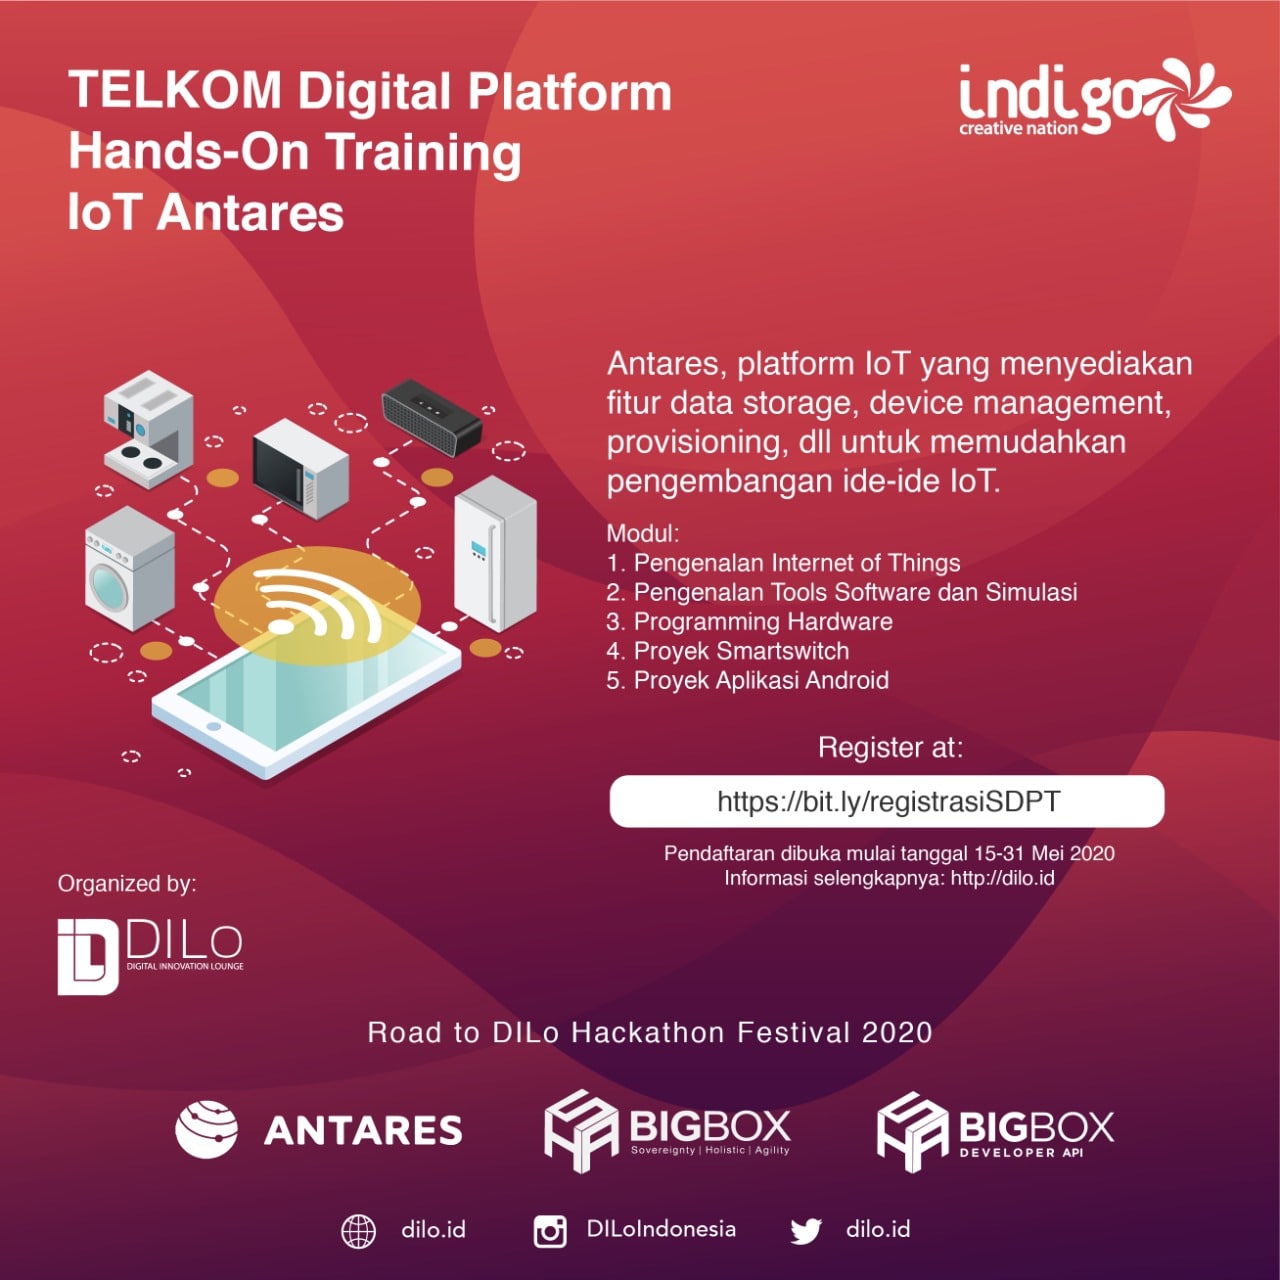 TELKOM Digital Platform
Hands-On Training
IoT Antares
indigo
creative nation
Antares, platform IoT yang menyediakan
fitur data storage, device management,
provisioning, dll untuk memudahkan
pengembangan ide-ide IoT.
Modul:
1. Pengenalan Internet of Things
2. Pengenalan Tools Software dan Simulasi
3. Programming Hardware
4. Proyek Smartswitch
5. Proyek Aplikasi Android
Register at:
https://bit.ly/registrasiSDPT
Pendaftaran dibuka mulai tanggal 15-31 Mei 2020
Informasi selengkapnya: http://dilo.id
Organized by:
DILo
DIGITAL INNOVATION LOUNGE
Road to DILo Hackathon Festival 2020
ANTARES
BIGBOX
Sovereignty | Holistic | Agility
BIGBOX
DEVELOPER API
dilo.id
DILoIndonesia
dilo.id